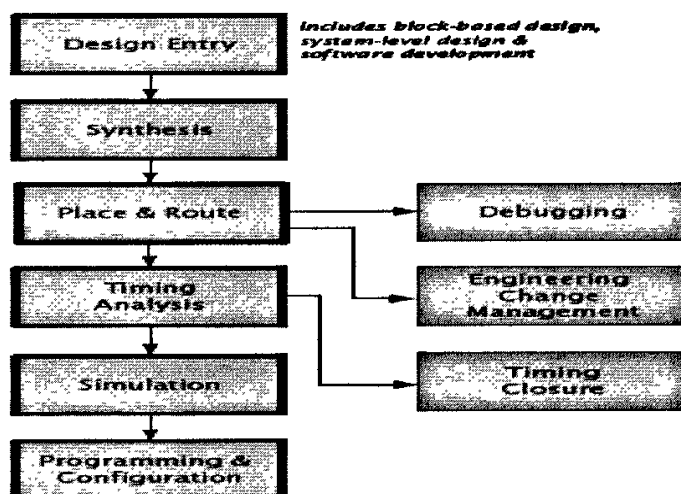 Design Entry
includes block-based design,
system-level design &
software development
Synthesis
Place & Route
Debugging
Timing
Analysis
Engineering
Change
Management
Simulation
Timing
Closure
Programming &
Configuration